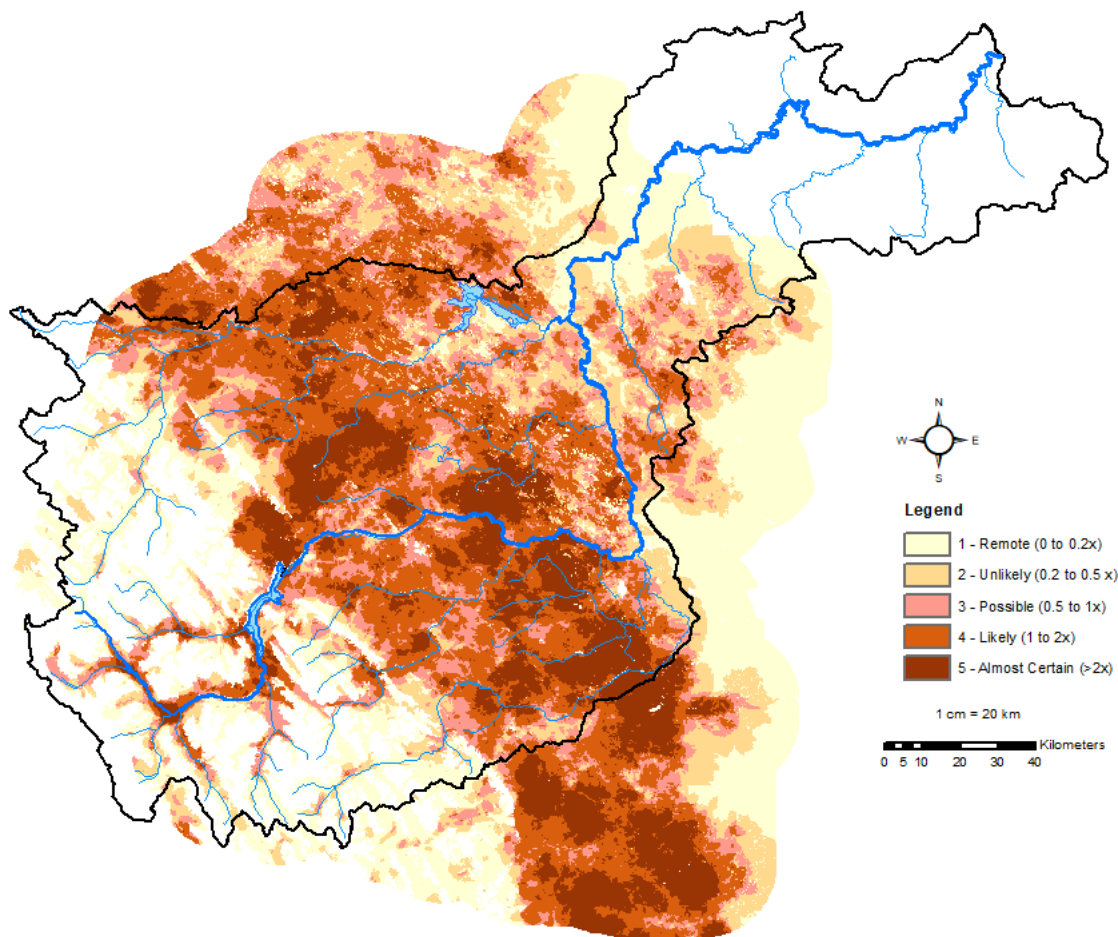 N
W E
S
Legend
1 - Remote (0 to 0.2x)
2 - Unlikely (0.2 to 0.5 x)
3 - Possible (0.5 to 1x)
4 - Likely (1 to 2x)
5 - Almost Certain (>2x)
1 cm = 20 km
Kilometers
0 5 10 20 30 40